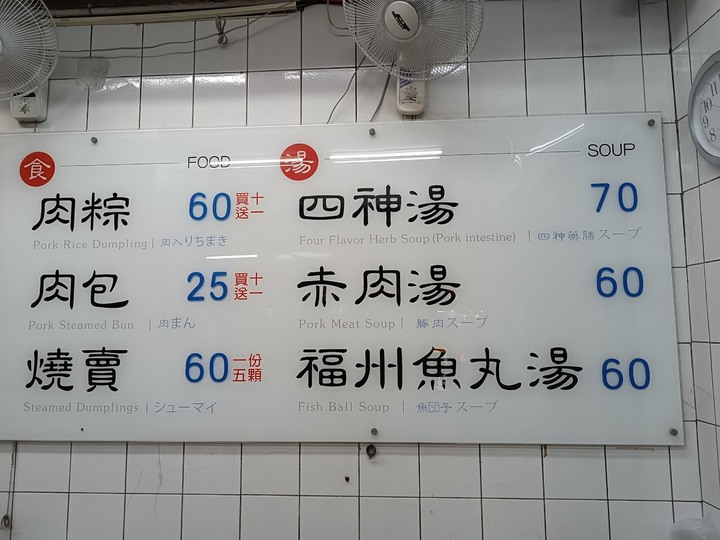 食 FOOD
肉粽 60 買十送一
Pork Rice Dumpling | 肉入りちまき
肉包 25 買十送一
Pork Steamed Bun | 肉まん
燒賣 60 一份五顆
Steamed Dumplings | シューマイ
湯 SOUP
四神湯 70
Four Flavor Herb Soup (Pork intestine) | 四神薬膳スープ
赤肉湯 60
Pork Meat Soup | 豚肉スープ
福州魚丸湯 60
Fish Ball Soup | 魚団子スープ
11
10
9
8